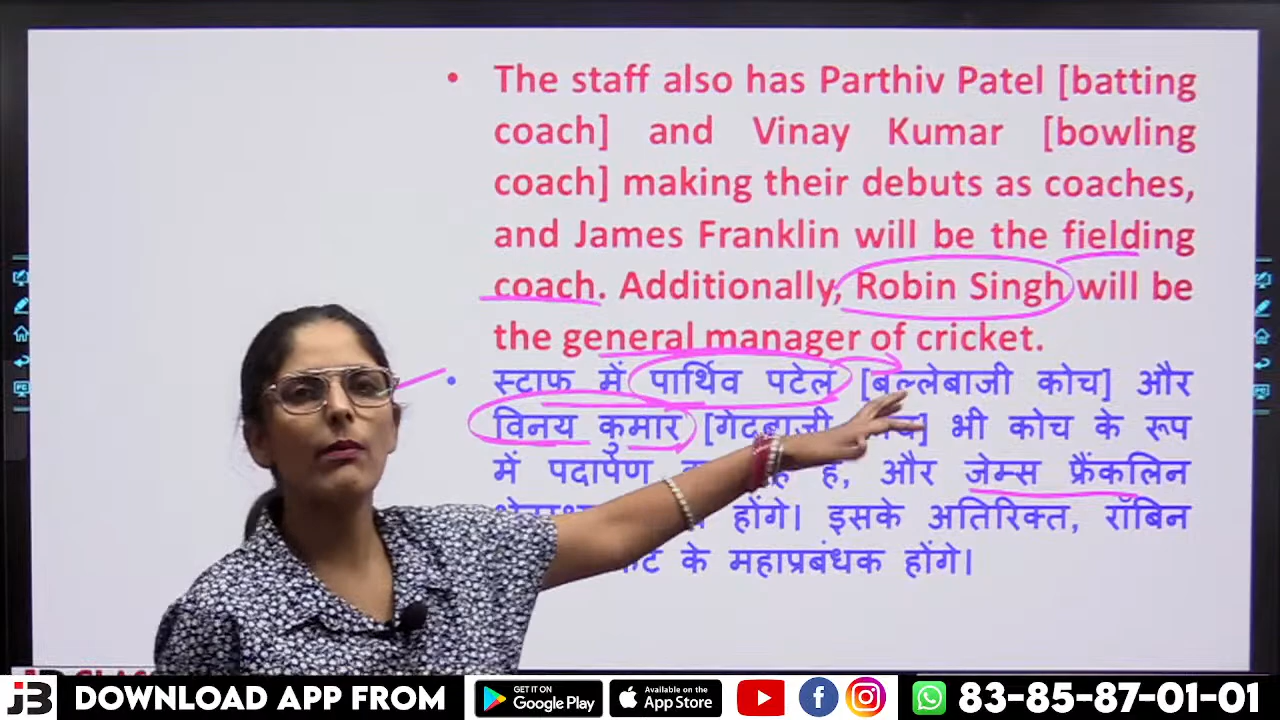 • The staff also has Parthiv Patel [batting
coach] and Vinay Kumar [bowling
coach] making their debuts as coaches,
and James Franklin will be the fielding
coach. Additionally, Robin Singh will be
the general manager of cricket.
• स्टाफ में पार्थिव पटेल [बल्लेबाजी कोच] और
विनय कुमार [गेंदबाजी भी कोच के रूप
में पदार्पण और जेम्स फ्रैंकलिन
होंगे। इसके अतिरिक्त, रॉबिन
के महाप्रबंधक होंगे।
JB DOWNLOAD APP FROM GET IT ON Google Play Available on the App Store 83-85-87-01-01